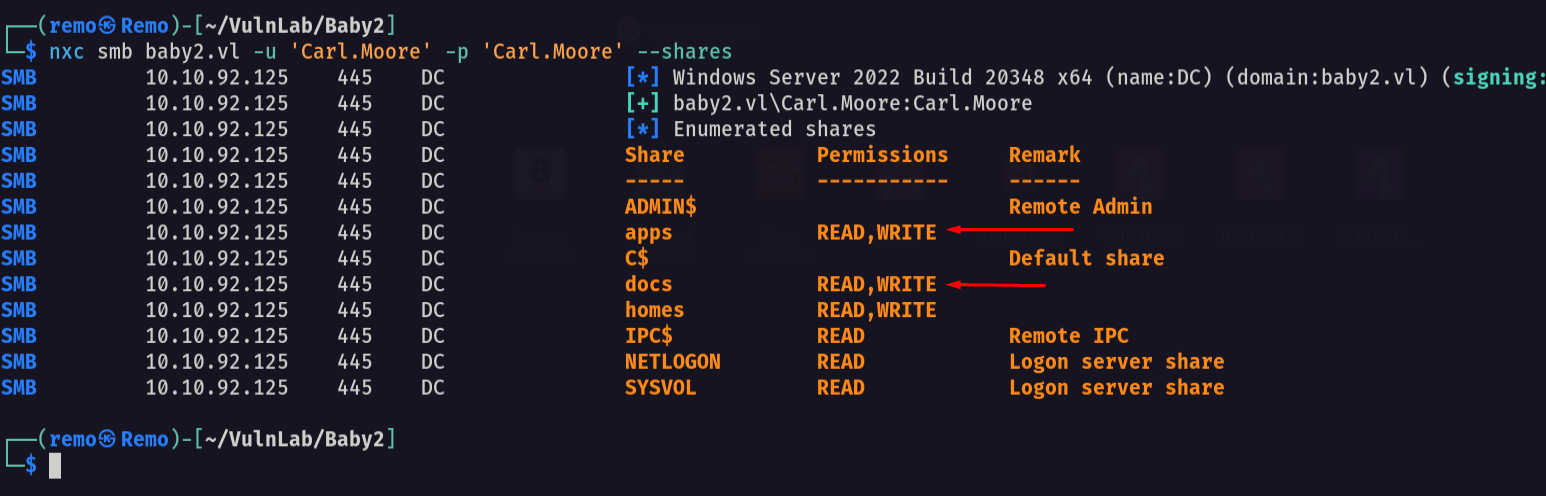 ┌──(remo㉿Remo)-[~/VulnLab/Baby2]
└─$ nxc smb baby2.vl -u 'Carl.Moore' -p 'Carl.Moore' --shares
SMB 10.10.92.125 445 DC [*] Windows Server 2022 Build 20348 x64 (name:DC) (domain:baby2.vl) (signing:
SMB 10.10.92.125 445 DC [+] baby2.vl\Carl.Moore:Carl.Moore
SMB 10.10.92.125 445 DC [*] Enumerated shares
SMB 10.10.92.125 445 DC Share Permissions Remark
SMB 10.10.92.125 445 DC ----- ----------- ------
SMB 10.10.92.125 445 DC ADMIN$ Remote Admin
SMB 10.10.92.125 445 DC apps READ,WRITE
SMB 10.10.92.125 445 DC C$ Default share
SMB 10.10.92.125 445 DC docs READ,WRITE
SMB 10.10.92.125 445 DC homes READ,WRITE
SMB 10.10.92.125 445 DC IPC$ READ Remote IPC
SMB 10.10.92.125 445 DC NETLOGON READ Logon server share
SMB 10.10.92.125 445 DC SYSVOL READ Logon server share
┌──(remo㉿Remo)-[~/VulnLab/Baby2]
└─$